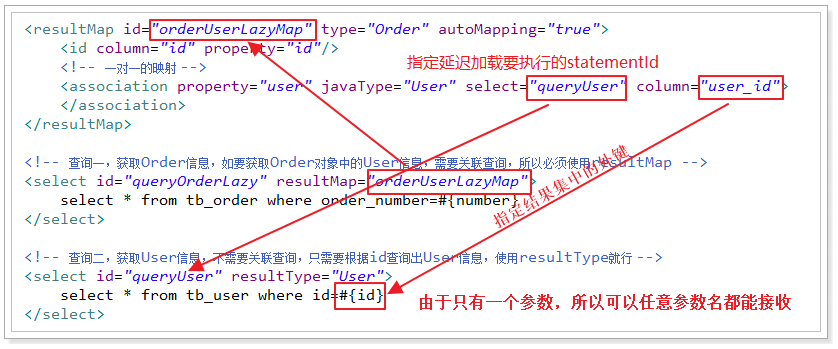 <resultMap id="orderUserLazyMap" type="Order" autoMapping="true">
<id column="id" property="id"/>
<!-- 一对一的映射 -->
指定延迟加载要执行的statementId
<association property="user" javaType="User" select="queryUser" column="user_id">
</association>
</resultMap>
<!-- 查询一，获取Order信息，如要获取Order对象中的User信息，需要关联查询，所以必须使用resultMap -->
<select id="queryOrderLazy" resultMap="orderUserLazyMap">
select * from tb_order where order_number=#{number}
</select>
指定结果集中的外键
<!-- 查询二，获取User信息，不需要关联查询，只需要根据id查询出User信息，使用resultType就行 -->
<select id="queryUser" resultType="User">
select * from tb_user where id=#{id}
由于只有一个参数，所以可以任意参数名都能接收
</select>